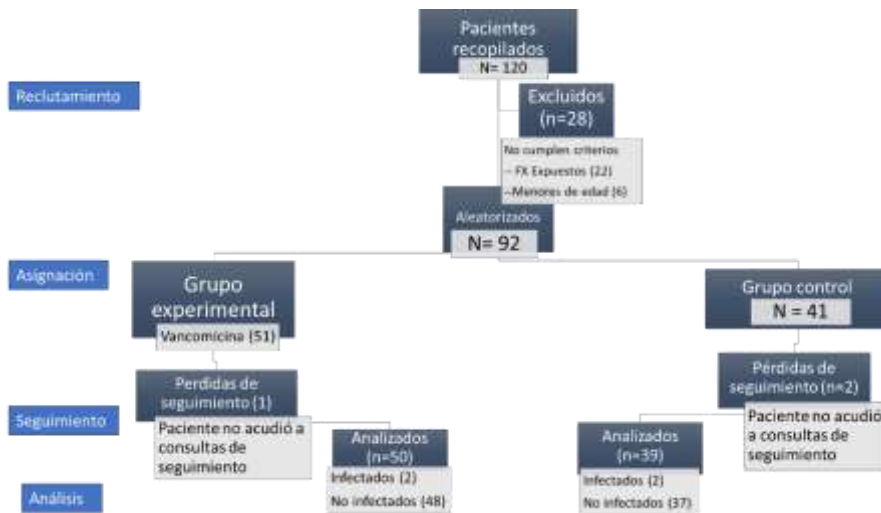 Pacientes
recopilados
N= 120
Reclutamiento
Excluidos
(n=28)
No cumplen criterios
– FX Expuestos (22)
–Menores de edad (6)
Aleatorizados
N= 92
Asignación
Grupo
experimental
Vancomicina (51)
Grupo control
N = 41
Perdidas de
seguimiento (1)
Paciente no acudió a
consultas de
seguimiento
Pérdidas de
seguimiento (n=2)
Paciente no acudió
a consultas de
seguimiento
Seguimiento
Analizados
(n=50)
Infectados (2)
No infectados (48)
Analizados
(n=39)
Infectados (2)
No infectados (37)
Análisis